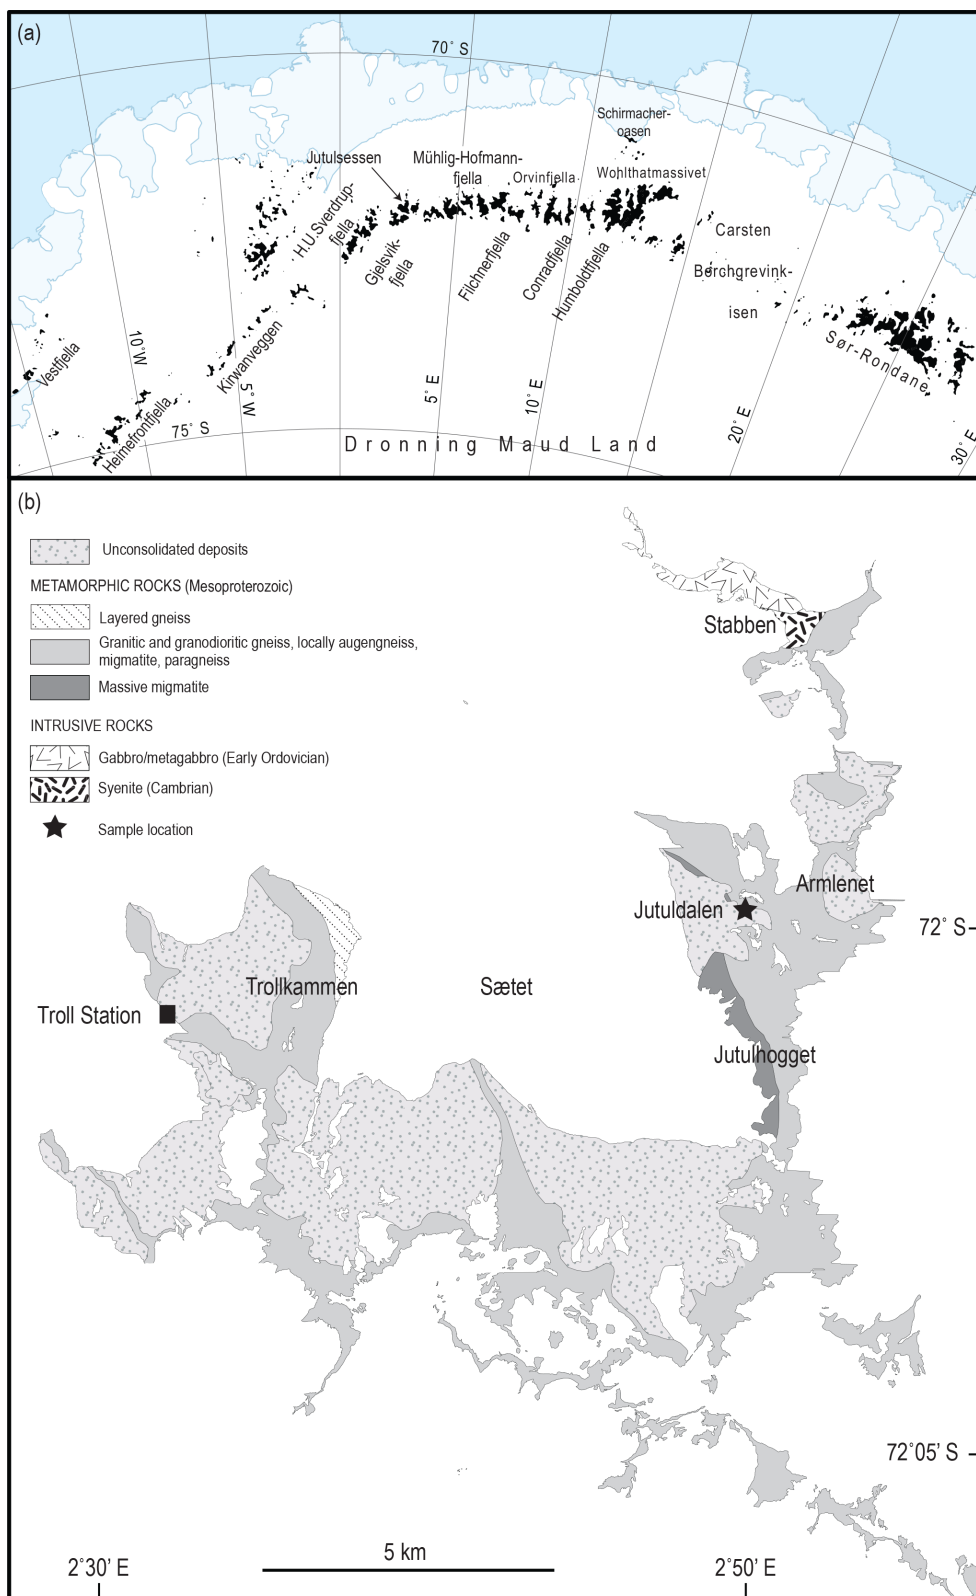 (a)
70° S
Schirmacher-
oasen
Jutulsessen
Mühlig-Hofmann-
fjella
Orvinfjella
Wohlthatmassivet
H.U.Sverdrup-
fjella
Gjelsvik-
fjella
Filchnerfjella
Conradfjella
Humboldtfjella
Carsten
Borchgrevink-
isen
Sør-Rondane
Vestfjella
Heimefrontfjella
Kirwanveggen
10°W
5° W
5° E
10° E
20° E
30° E
75° S
Dronning Maud Land
(b)
Unconsolidated deposits
METAMORPHIC ROCKS (Mesoproterozoic)
Layered gneiss
Granitic and granodioritic gneiss, locally augengneiss,
migmatite, paragneiss
Massive migmatite
INTRUSIVE ROCKS
Gabbro/metagabbro (Early Ordovician)
Syenite (Cambrian)
Sample location
Stabben
Armlenet
Jutuldalen
72° S
Trollkammen
Sætet
Troll Station
Jutulhogget
72°05' S
5 km
2°30' E
2°50' E